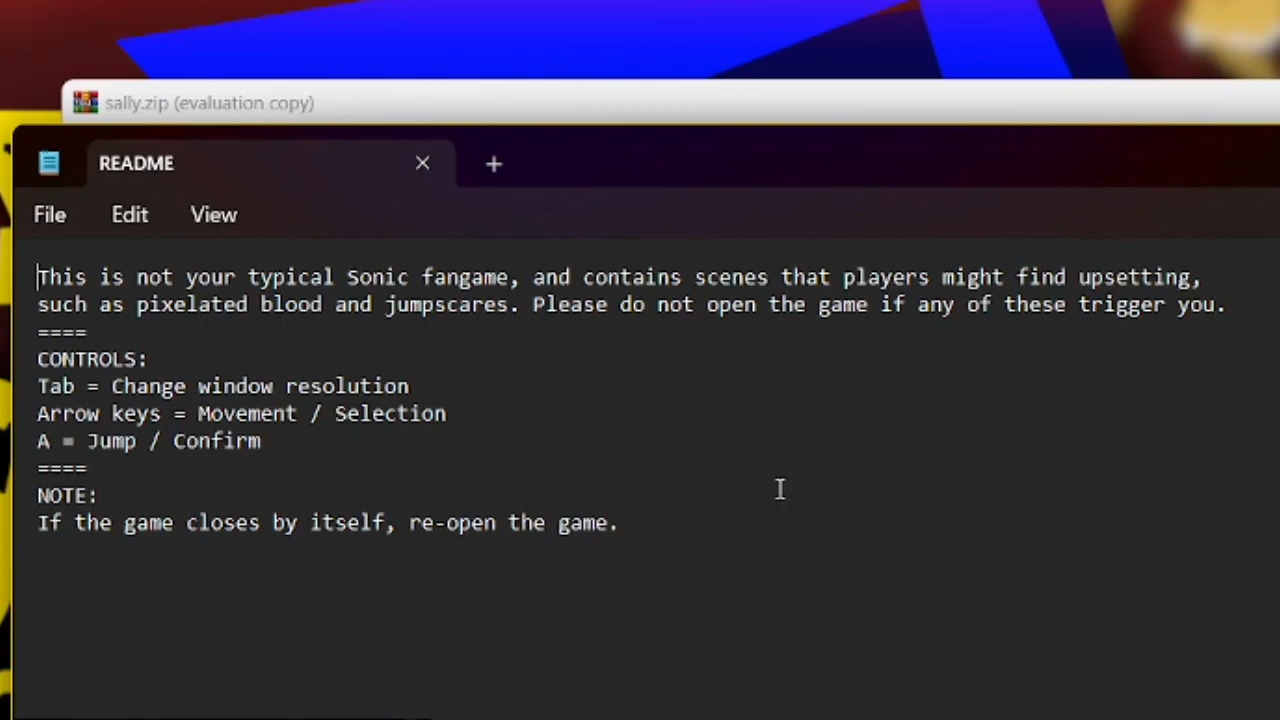 sally.zip (evaluation copy)
README
File Edit View
This is not your typical Sonic fangame, and contains scenes that players might find upsetting,
such as pixelated blood and jumpscares. Please do not open the game if any of these trigger you.
====
CONTROLS:
Tab = Change window resolution
Arrow keys = Movement / Selection
A = Jump / Confirm
====
NOTE:
If the game closes by itself, re-open the game.